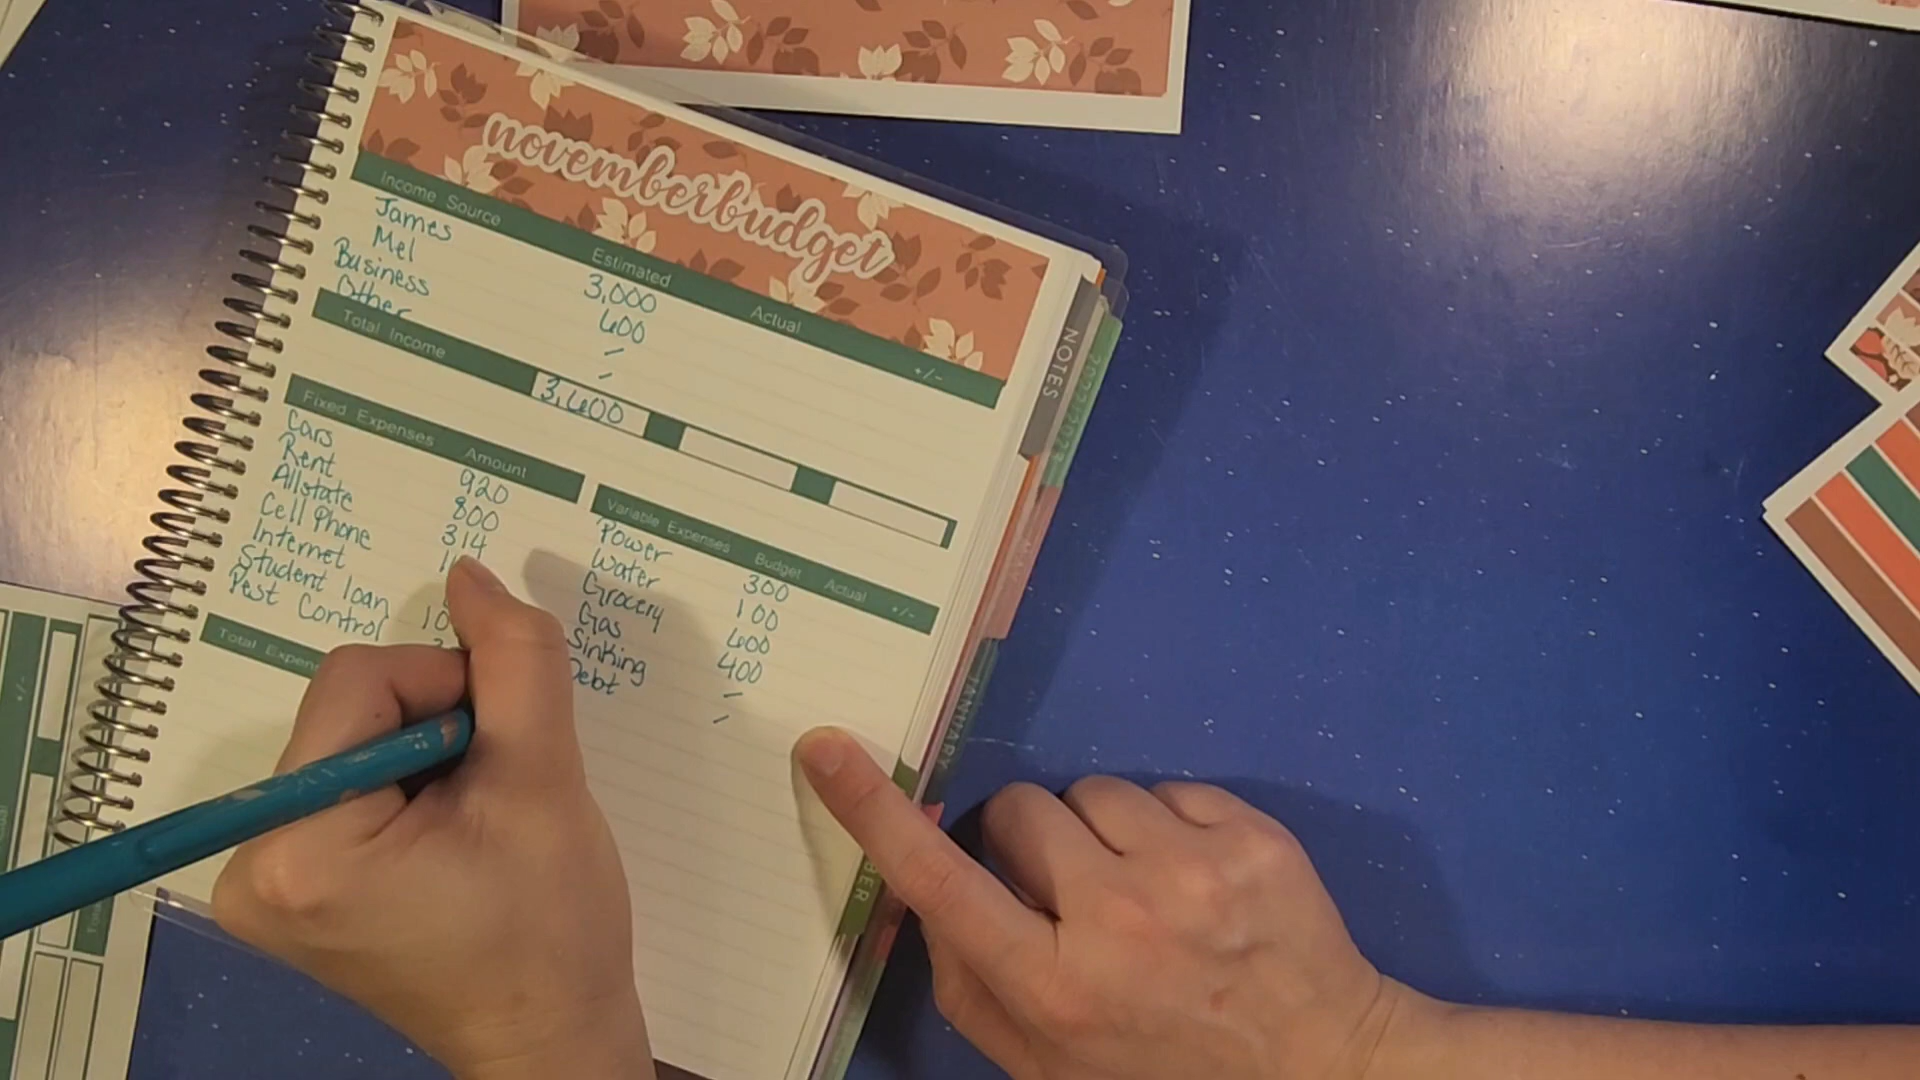 novemberbudget
Income Source Estimated Actual +/-
James 3,000
Mel 600
Business -
Other -
Total Income 3,600
Fixed Expenses Amount
Cars 920
Rent 800
Allstate 314
Cell Phone
Internet
Student loan
Pest Control
Variable Expenses Budget Actual +/-
Power 300
Water 100
Grocery 600
Gas 400
Sinking -
Debt -
NOTES
JANUARY